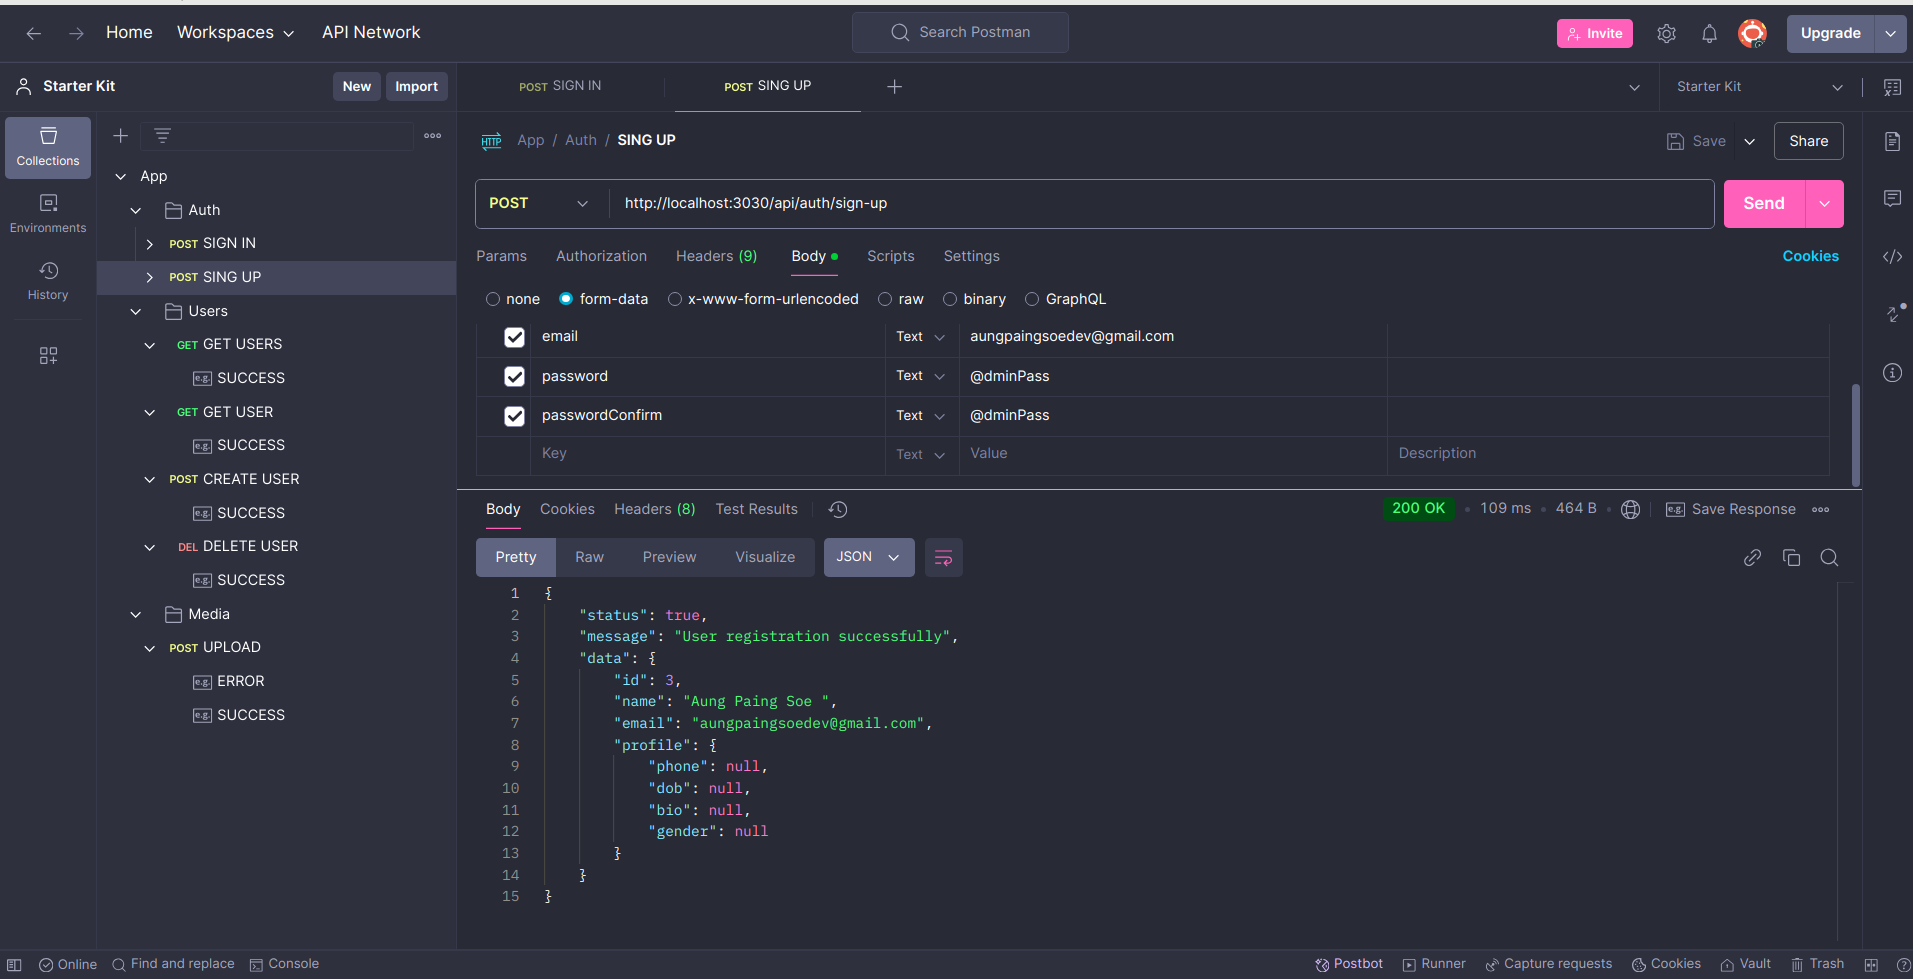 Home Workspaces API Network Search Postman Invite Upgrade
Starter Kit New Import POST SIGN IN POST SING UP Starter Kit
Collections
Environments
History
App
Auth
POST SIGN IN
POST SING UP
Users
GET GET USERS
e.g. SUCCESS
GET GET USER
e.g. SUCCESS
POST CREATE USER
e.g. SUCCESS
DEL DELETE USER
e.g. SUCCESS
Media
POST UPLOAD
e.g. ERROR
e.g. SUCCESS
HTTP App / Auth / SING UP Save Share
POST http://localhost:3030/api/auth/sign-up Send
Params Authorization Headers (9) Body Scripts Settings Cookies
none form-data x-www-form-urlencoded raw binary GraphQL
email Text aungpaingsoedev@gmail.com
password Text @dminPass
passwordConfirm Text @dminPass
Key Text Value Description
Body Cookies Headers (8) Test Results 200 OK • 109 ms • 464 B • e.g. Save Response
Pretty Raw Preview Visualize JSON
1 {
2 "status": true,
3 "message": "User registration successfully",
4 "data": {
5 "id": 3,
6 "name": "Aung Paing Soe ",
7 "email": "aungpaingsoedev@gmail.com",
8 "profile": {
9 "phone": null,
10 "dob": null,
11 "bio": null,
12 "gender": null
13 }
14 }
15 }
Online Find and replace Console Postbot Runner Capture requests Cookies Vault Trash